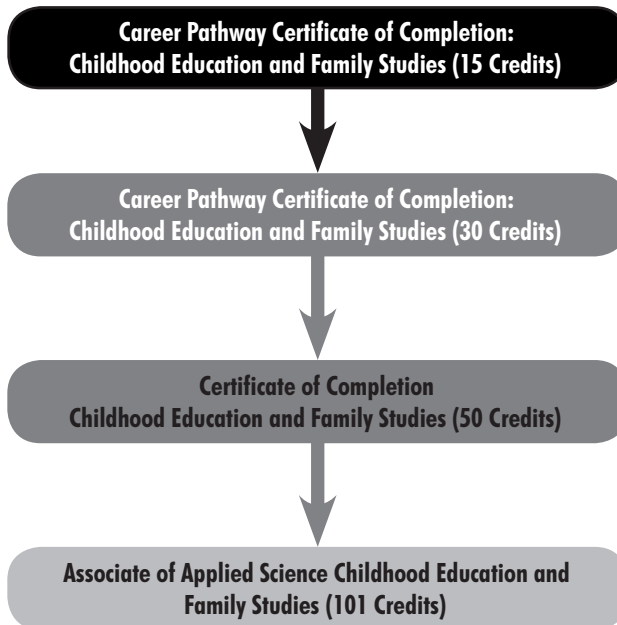 Career Pathway Certificate of Completion:
Childhood Education and Family Studies (15 Credits)
Career Pathway Certificate of Completion:
Childhood Education and Family Studies (30 Credits)
Certificate of Completion
Childhood Education and Family Studies (50 Credits)
Associate of Applied Science Childhood Education and
Family Studies (101 Credits)